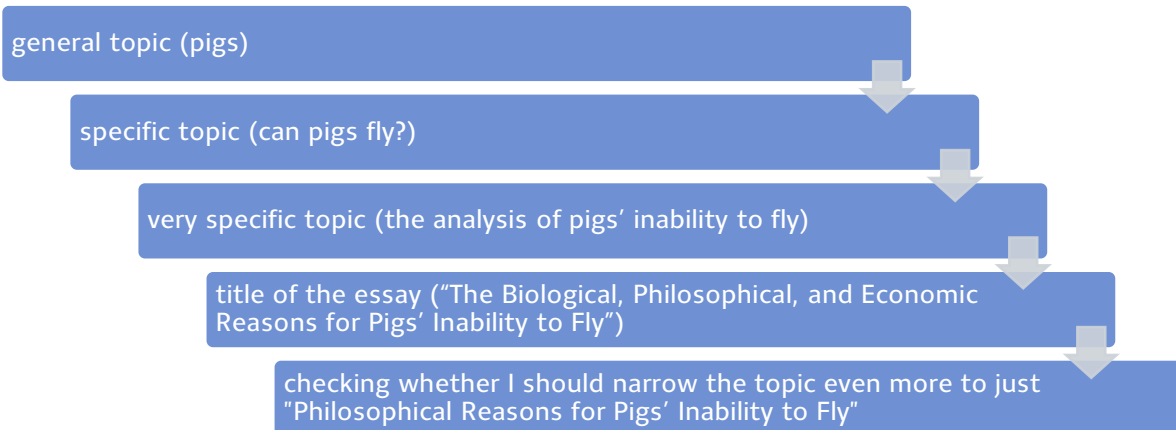 general topic (pigs)
specific topic (can pigs fly?)
very specific topic (the analysis of pigs’ inability to fly)
title of the essay (“The Biological, Philosophical, and Economic
Reasons for Pigs’ Inability to Fly”)
checking whether I should narrow the topic even more to just
"Philosophical Reasons for Pigs’ Inability to Fly"